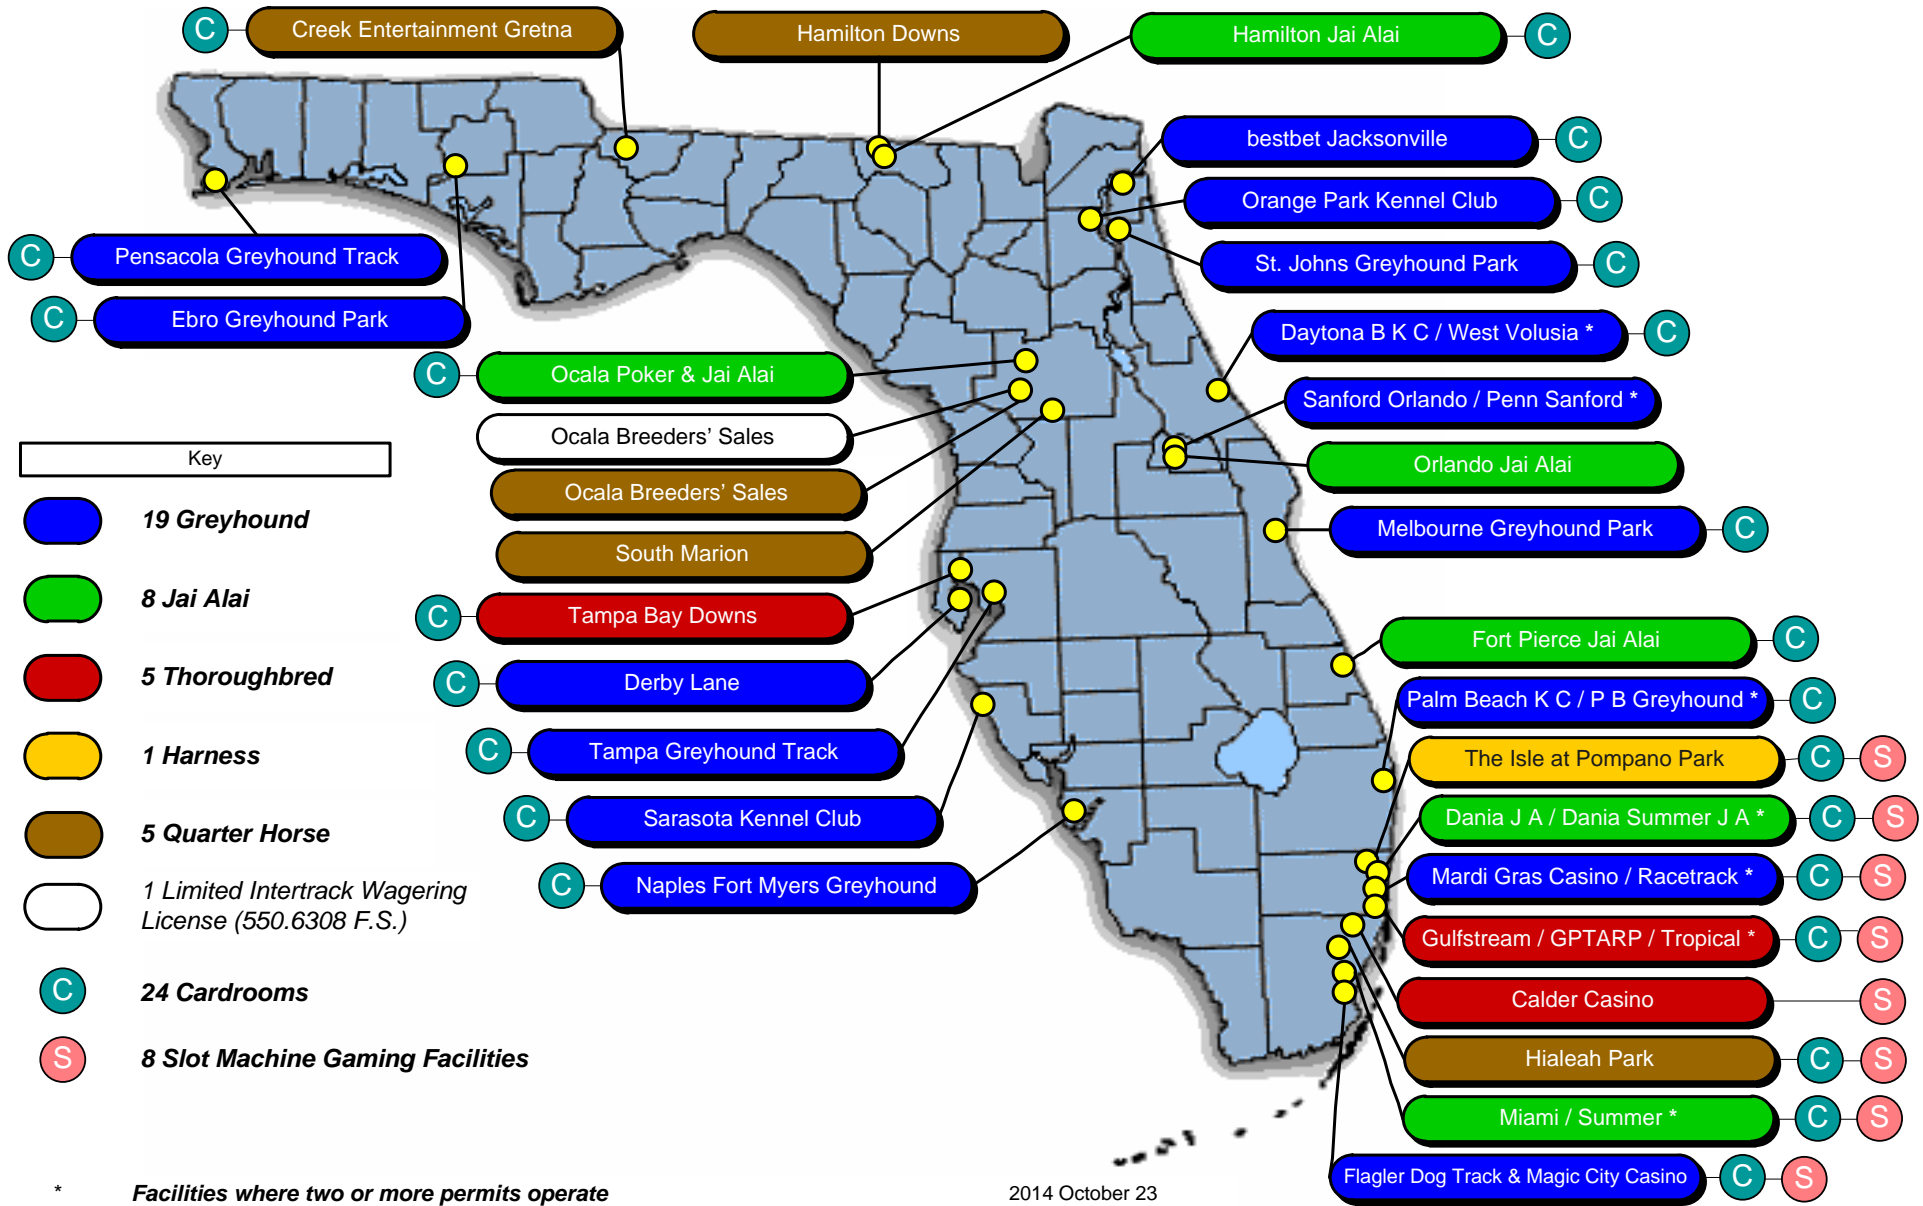 C Creek Entertainment Gretna
Hamilton Downs
Hamilton Jai Alai C
bestbet Jacksonville C
Orange Park Kennel Club C
St. Johns Greyhound Park C
C Pensacola Greyhound Track
C Ebro Greyhound Park
Daytona B K C / West Volusia * C
Sanford Orlando / Penn Sanford *
Orlando Jai Alai
Melbourne Greyhound Park C
C Ocala Poker & Jai Alai
Ocala Breeders' Sales
Ocala Breeders' Sales
South Marion
C Tampa Bay Downs
C Derby Lane
C Tampa Greyhound Track
C Sarasota Kennel Club
C Naples Fort Myers Greyhound
Fort Pierce Jai Alai C
Palm Beach K C / P B Greyhound * C
The Isle at Pompano Park C S
Dania J A / Dania Summer J A * C S
Mardi Gras Casino / Racetrack * C S
Gulfstream / GPTARP / Tropical * C S
Calder Casino S
Hialeah Park C S
Miami / Summer * C S
Flagler Dog Track & Magic City Casino C S
Key
19 Greyhound
8 Jai Alai
5 Thoroughbred
1 Harness
5 Quarter Horse
1 Limited Intertrack Wagering
License (550.6308 F.S.)
C 24 Cardrooms
S 8 Slot Machine Gaming Facilities
* Facilities where two or more permits operate
2014 October 23